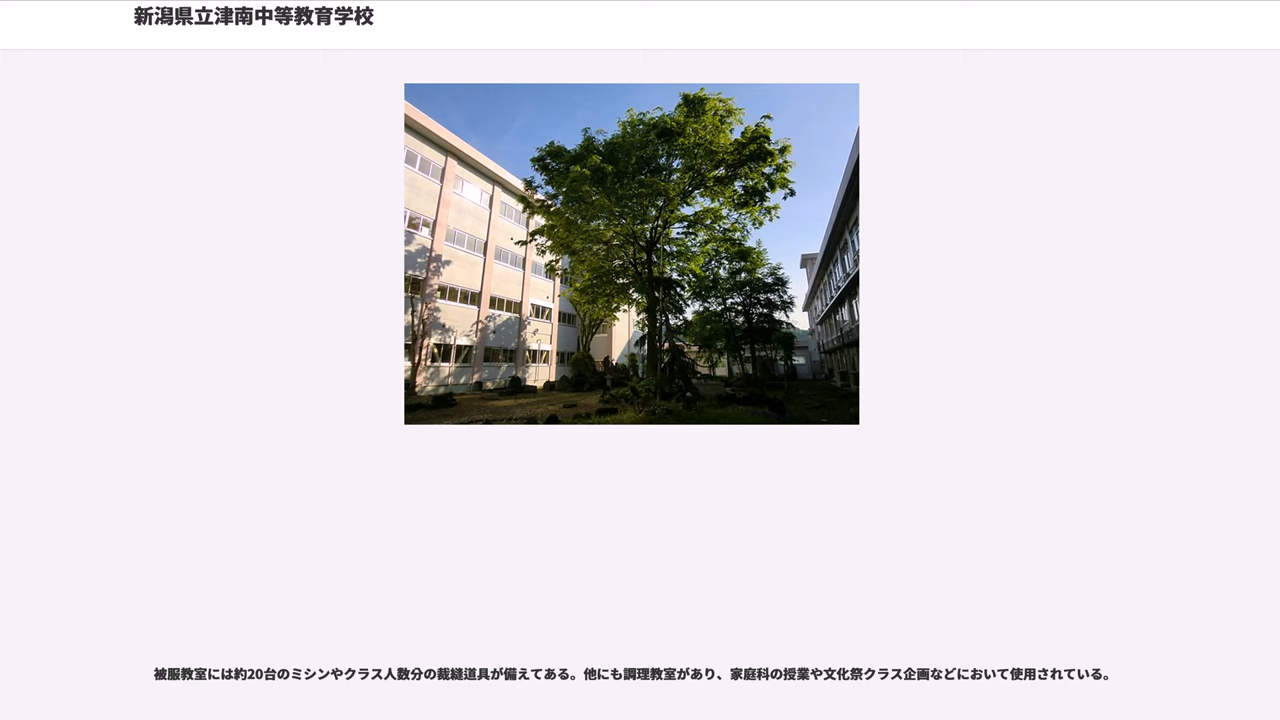 新潟県立津南中等教育学校
被服教室には約20台のミシンやクラス人数分の裁縫道具が備えてある。他にも調理教室があり、家庭科の授業や文化祭クラス企画などにおいて使用されている。